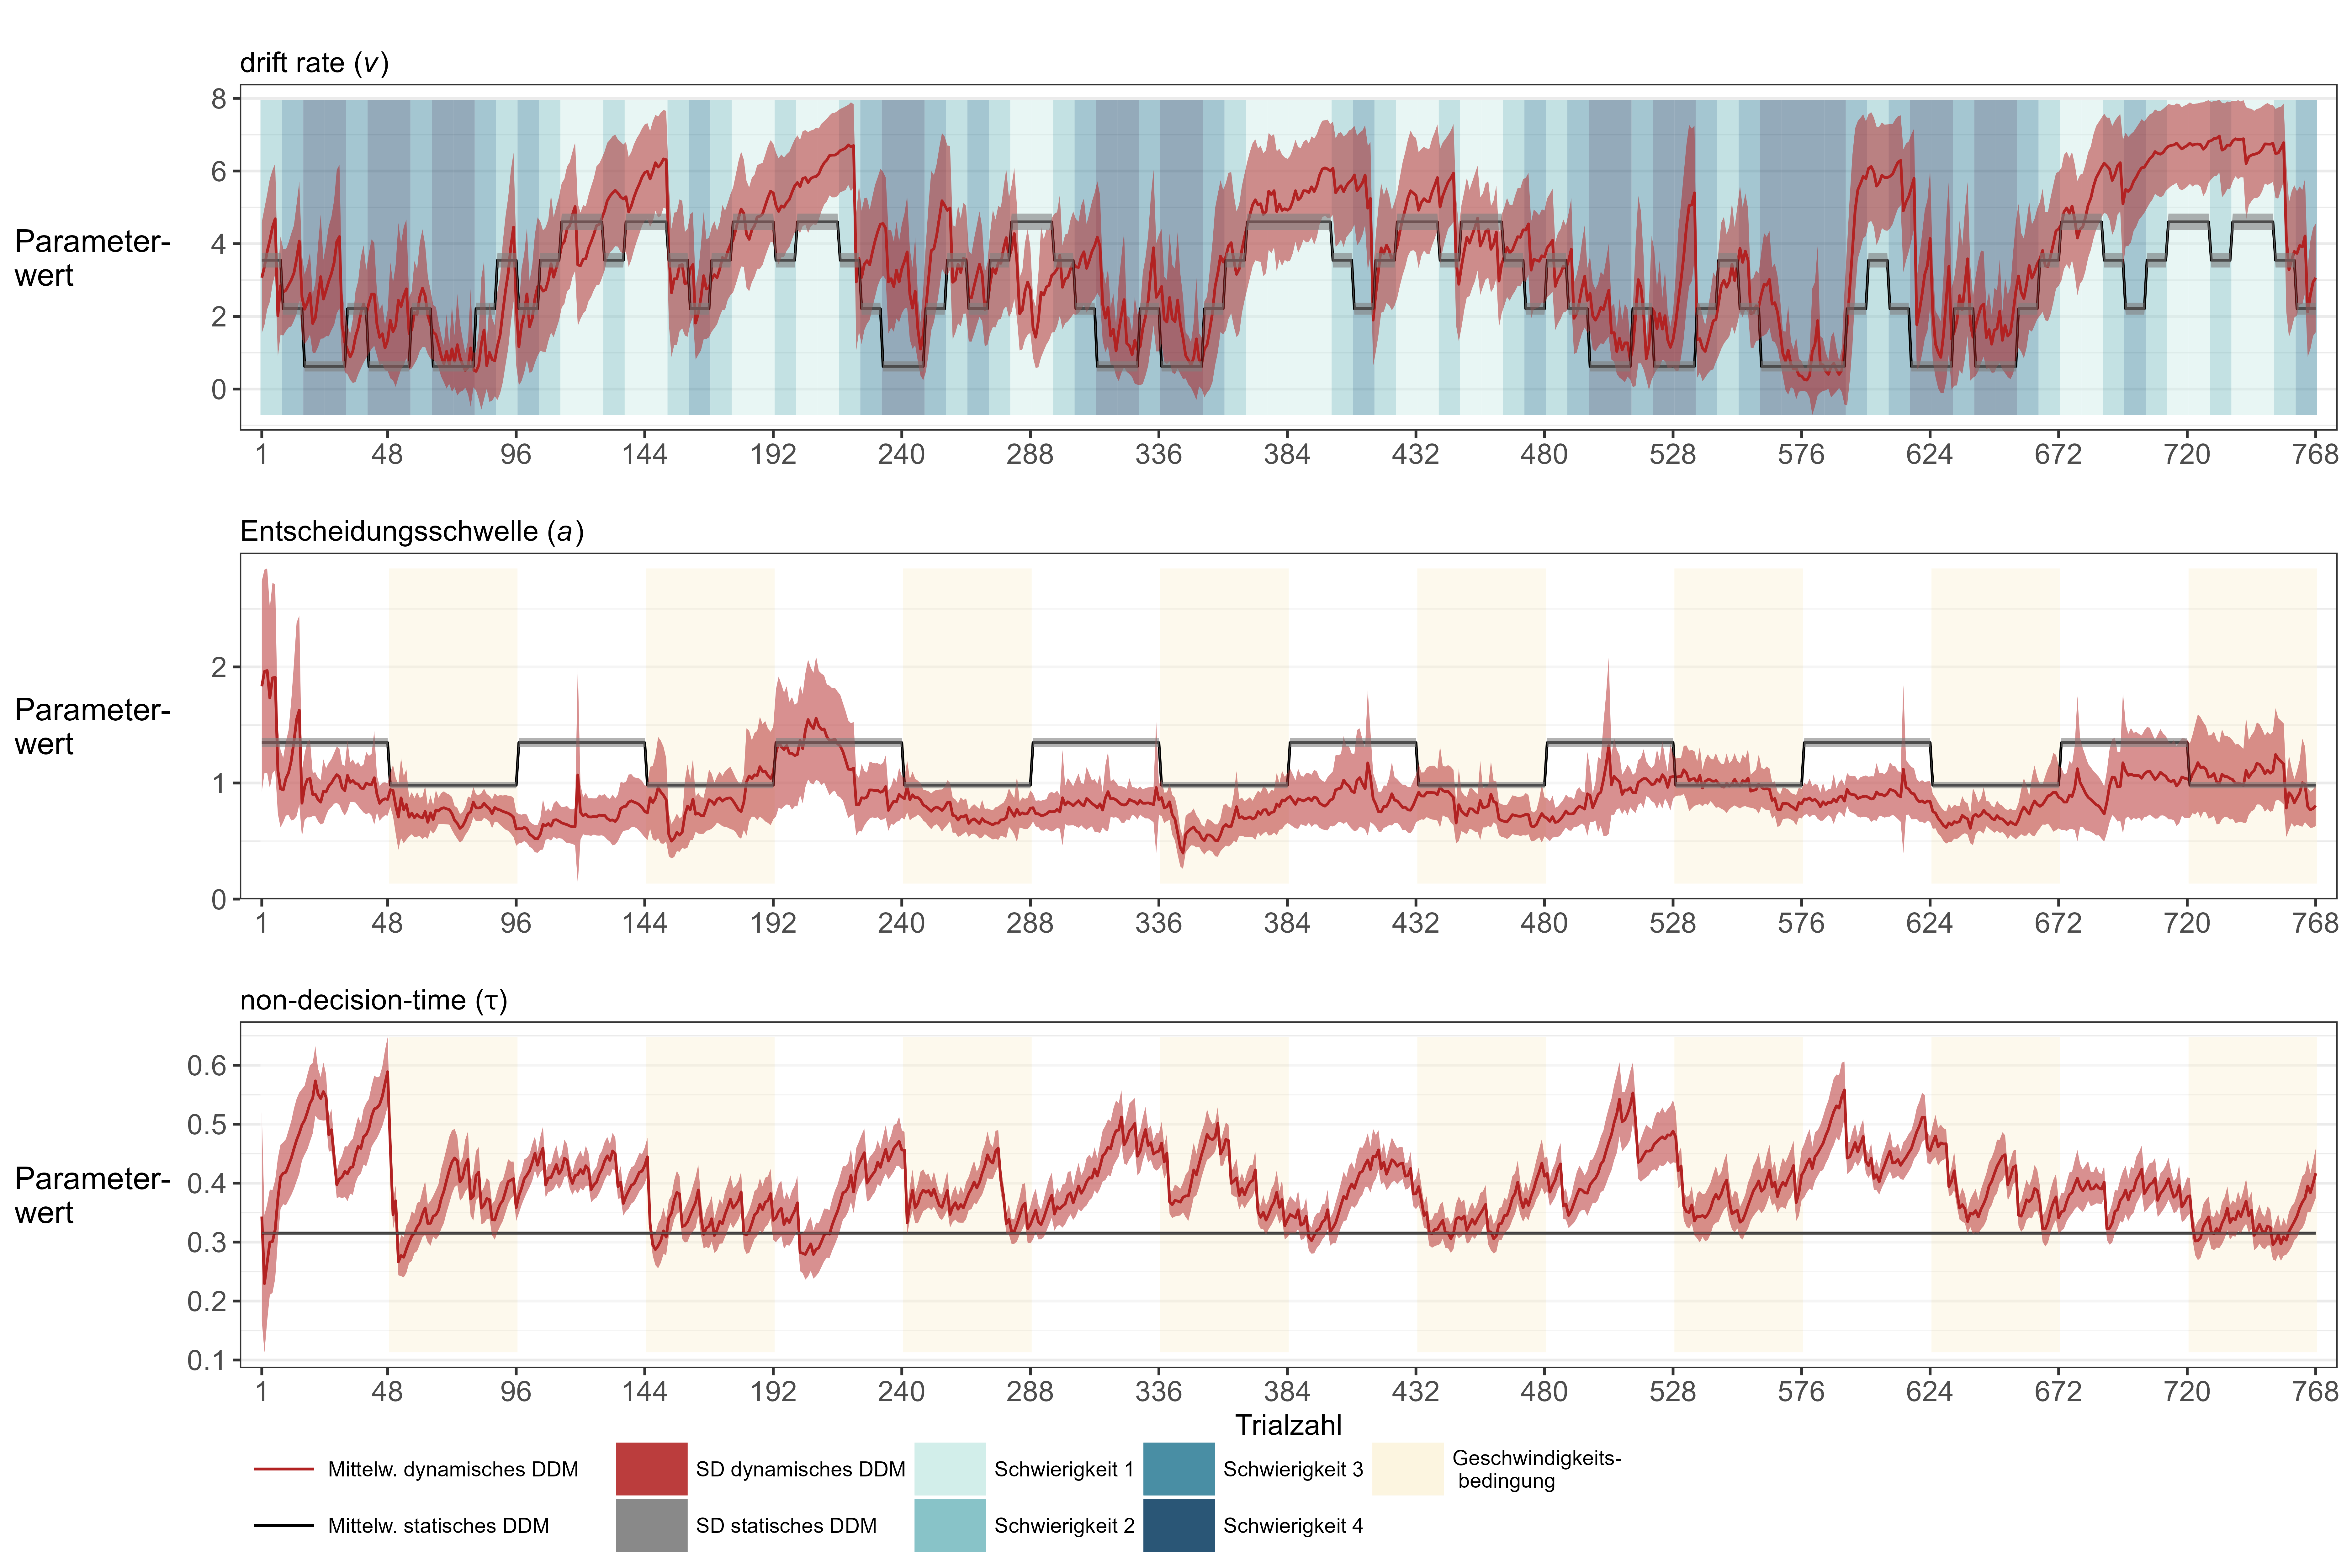 drift rate (v)
8
6
4
2
0
Parameter-
wert
1 48 96 144 192 240 288 336 384 432 480 528 576 624 672 720 768
Entscheidungsschwelle (a)
2
1
0
Parameter-
wert
1 48 96 144 192 240 288 336 384 432 480 528 576 624 672 720 768
non-decision-time (τ)
0.6
0.5
0.4
0.3
0.2
0.1
Parameter-
wert
1 48 96 144 192 240 288 336 384 432 480 528 576 624 672 720 768
Trialzahl
Mittelw. dynamisches DDM
Mittelw. statisches DDM
SD dynamisches DDM
SD statisches DDM
Schwierigkeit 1
Schwierigkeit 2
Schwierigkeit 3
Schwierigkeit 4
Geschwindigkeits-
bedingung